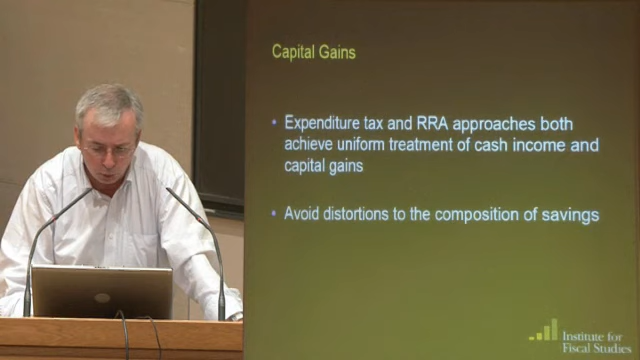 Capital Gains
• Expenditure tax and RRA approaches both
achieve uniform treatment of cash income and
capital gains
• Avoid distortions to the composition of savings
Institute for
Fiscal Studies